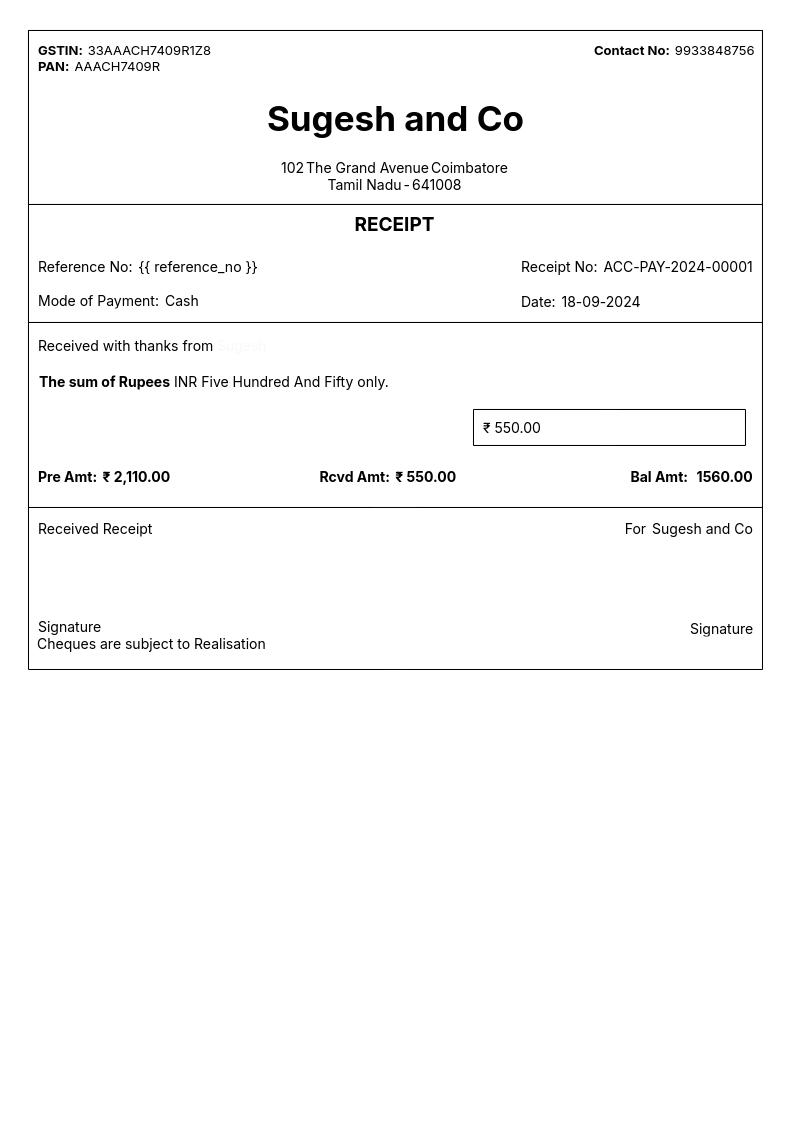 GSTIN: 33AAACH7409R1Z8 Contact No: 9933848756
PAN: AAACH7409R
Sugesh and Co
102 The Grand Avenue Coimbatore
Tamil Nadu - 641008
RECEIPT
Reference No: {{ reference_no }} Receipt No: ACC-PAY-2024-00001
Mode of Payment: Cash Date: 18-09-2024
Received with thanks from Sugesh
The sum of Rupees INR Five Hundred And Fifty only.
₹ 550.00
Pre Amt: ₹ 2,110.00 Rcvd Amt: ₹ 550.00 Bal Amt: 1560.00
Received Receipt For Sugesh and Co
Signature Signature
Cheques are subject to Realisation